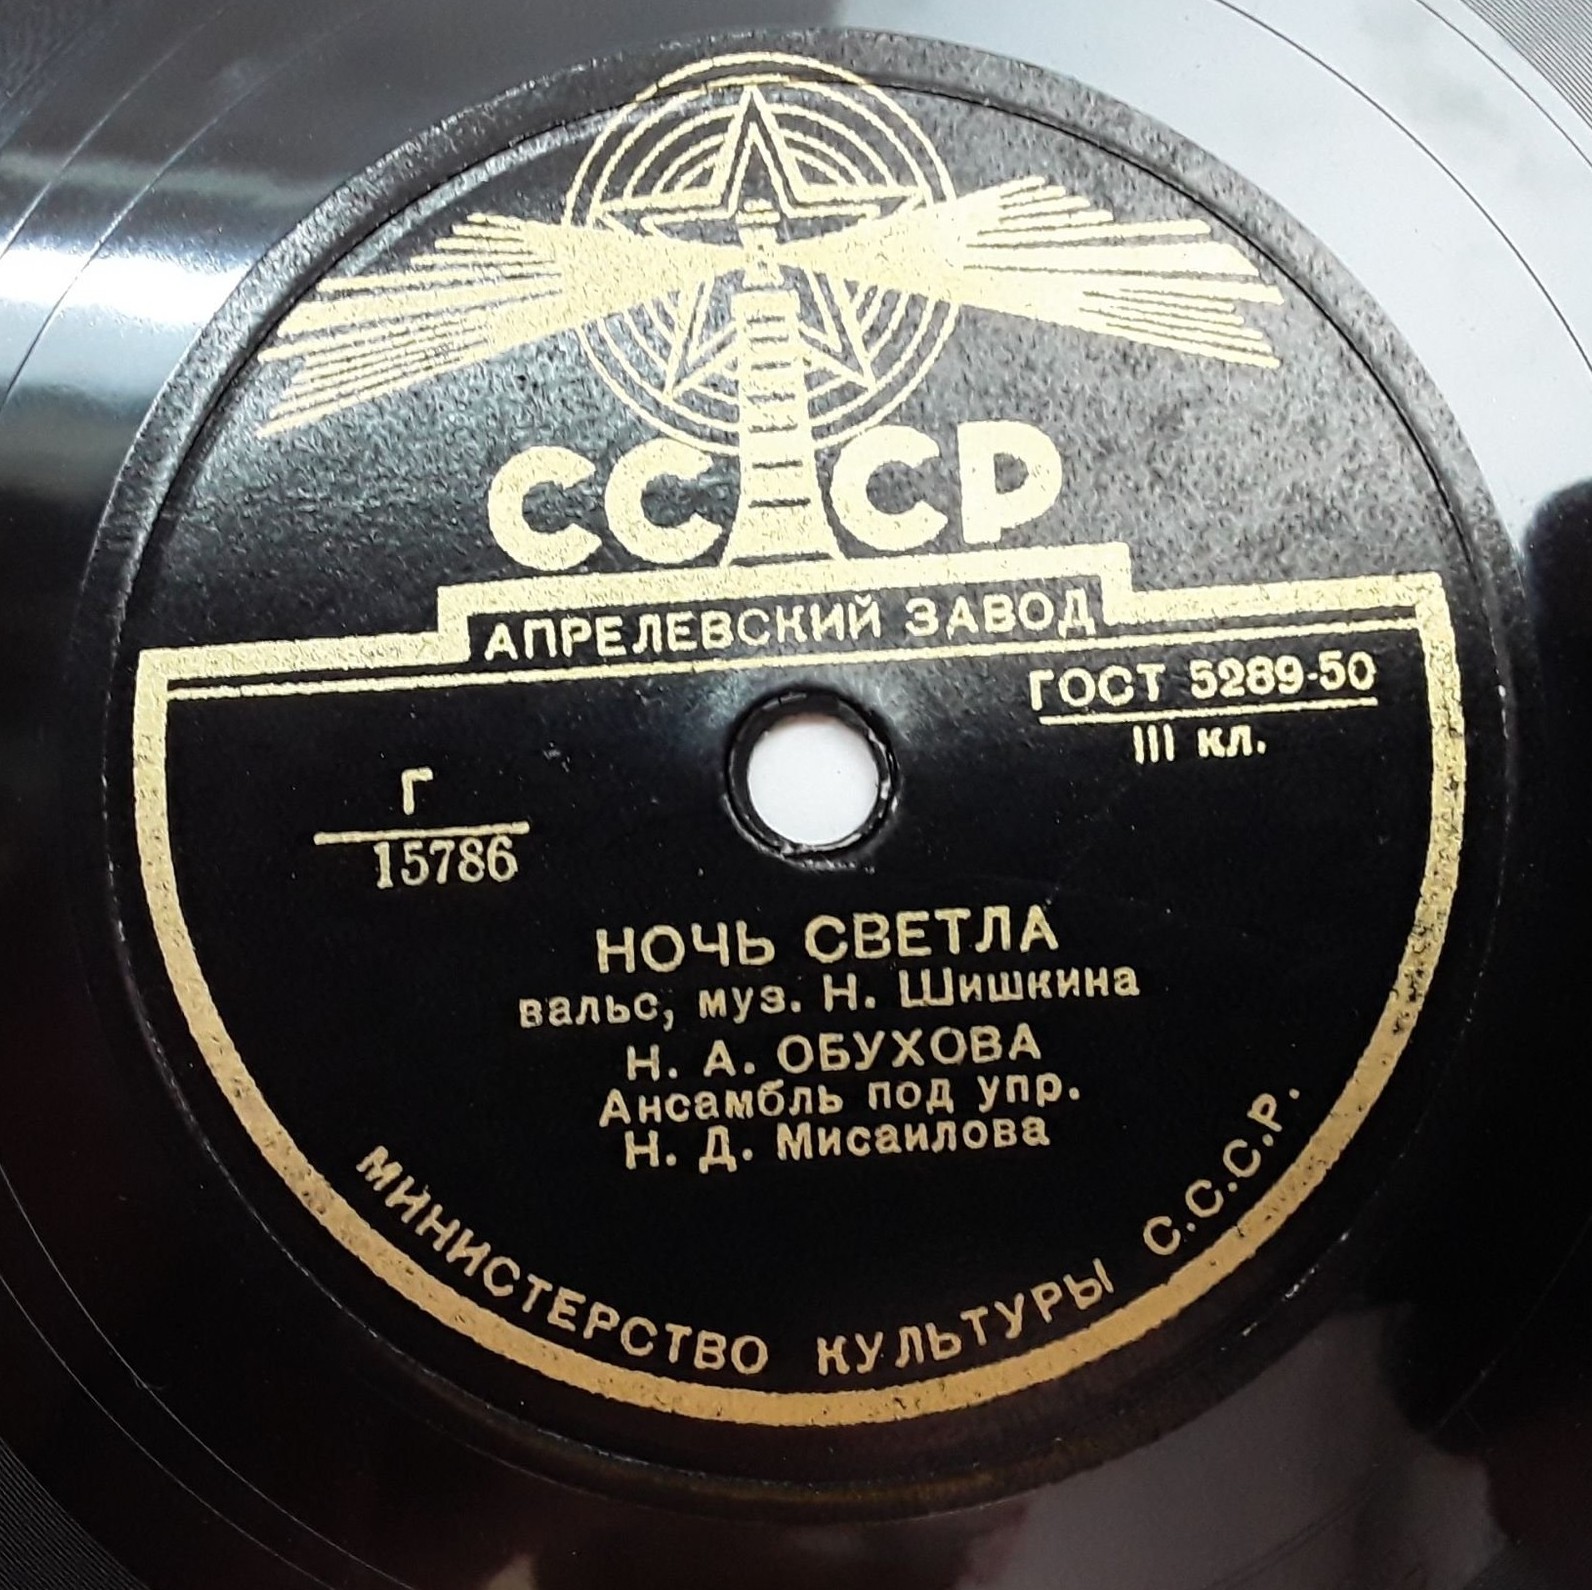 СССР
АПРЕЛЕВСКИЙ ЗАВОД
ГОСТ 5289-50
III кл.
Г
15786
НОЧЬ СВЕТЛА
вальс, муз. Н. Шишкина
Н. А. ОБУХОВА
Ансамбль под упр.
Н. Д. Мисаилова
МИНИСТЕРСТВО КУЛЬТУРЫ С.С.С.Р.